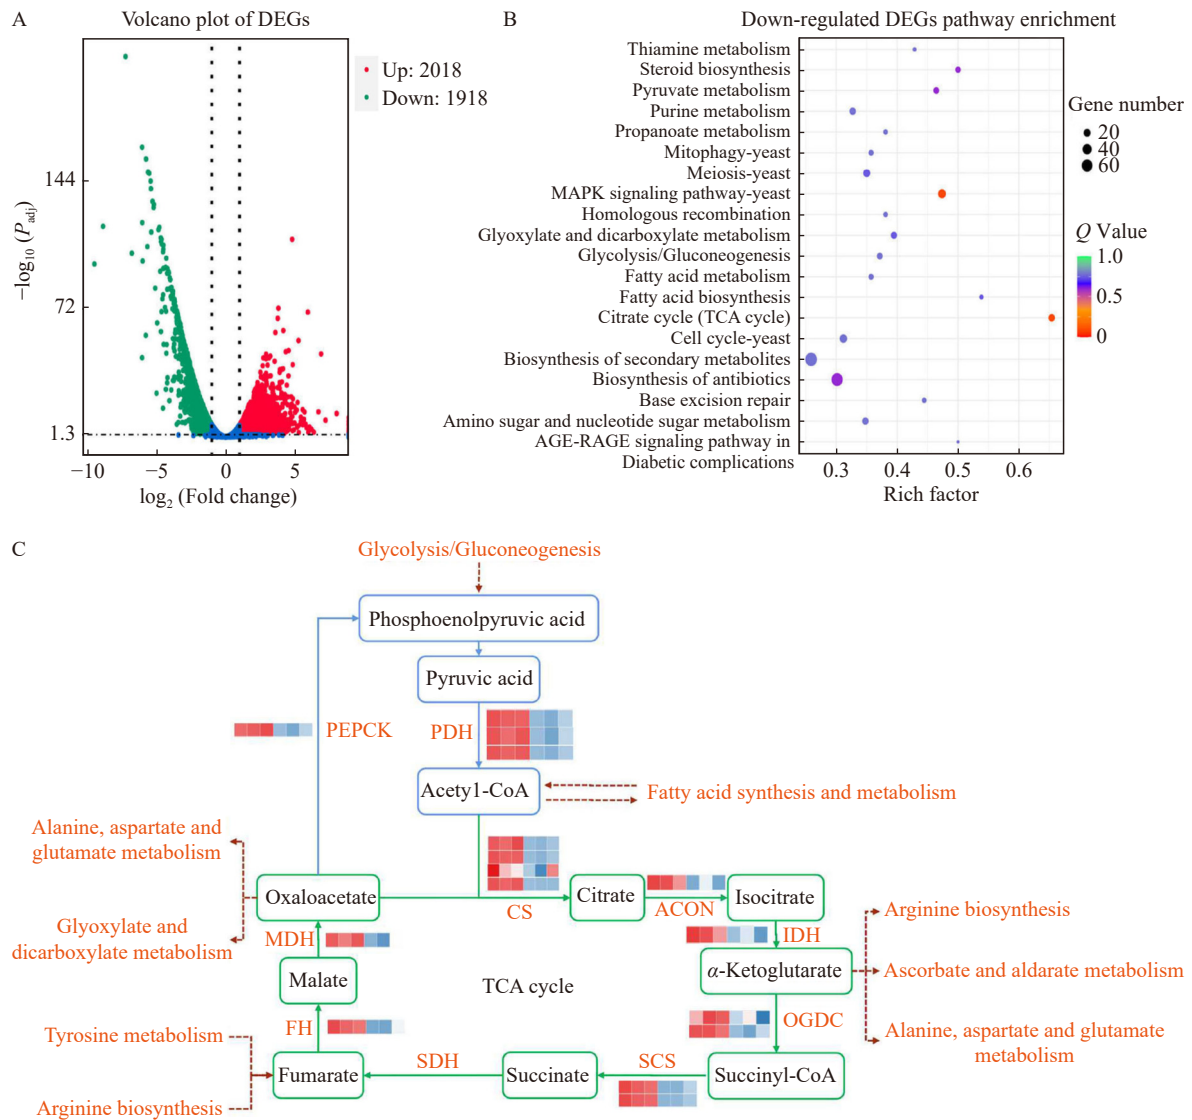 A
Volcano plot of DEGs
Up: 2018
Down: 1918
−log10 (Padj)
144
72
1.3
−10
−5
0
5
log2 (Fold change)
B
Down-regulated DEGs pathway enrichment
Thiamine metabolism
Steroid biosynthesis
Pyruvate metabolism
Purine metabolism
Propanoate metabolism
Mitophagy-yeast
Meiosis-yeast
MAPK signaling pathway-yeast
Homologous recombination
Glyoxylate and dicarboxylate metabolism
Glycolysis/Gluconeogenesis
Fatty acid metabolism
Fatty acid biosynthesis
Citrate cycle (TCA cycle)
Cell cycle-yeast
Biosynthesis of secondary metabolites
Biosynthesis of antibiotics
Base excision repair
Amino sugar and nucleotide sugar metabolism
AGE-RAGE signaling pathway in
Diabetic complications
0.3
0.4
0.5
0.6
Rich factor
Gene number
20
40
60
Q Value
1.0
0.5
0
C
Glycolysis/Gluconeogenesis
Phosphoenolpyruvic acid
Pyruvic acid
PEPCK
PDH
Acety1-CoA
Fatty acid synthesis and metabolism
Alanine, aspartate and
glutamate metabolism
Oxaloacetate
CS
Citrate
ACON
Isocitrate
Glyoxylate and
dicarboxylate metabolism
MDH
IDH
Arginine biosynthesis
Malate
TCA cycle
α-Ketoglutarate
Ascorbate and aldarate metabolism
FH
OGDC
Alanine, aspartate and glutamate
metabolism
Tyrosine metabolism
Fumarate
SDH
Succinate
SCS
Succinyl-CoA
Arginine biosynthesis